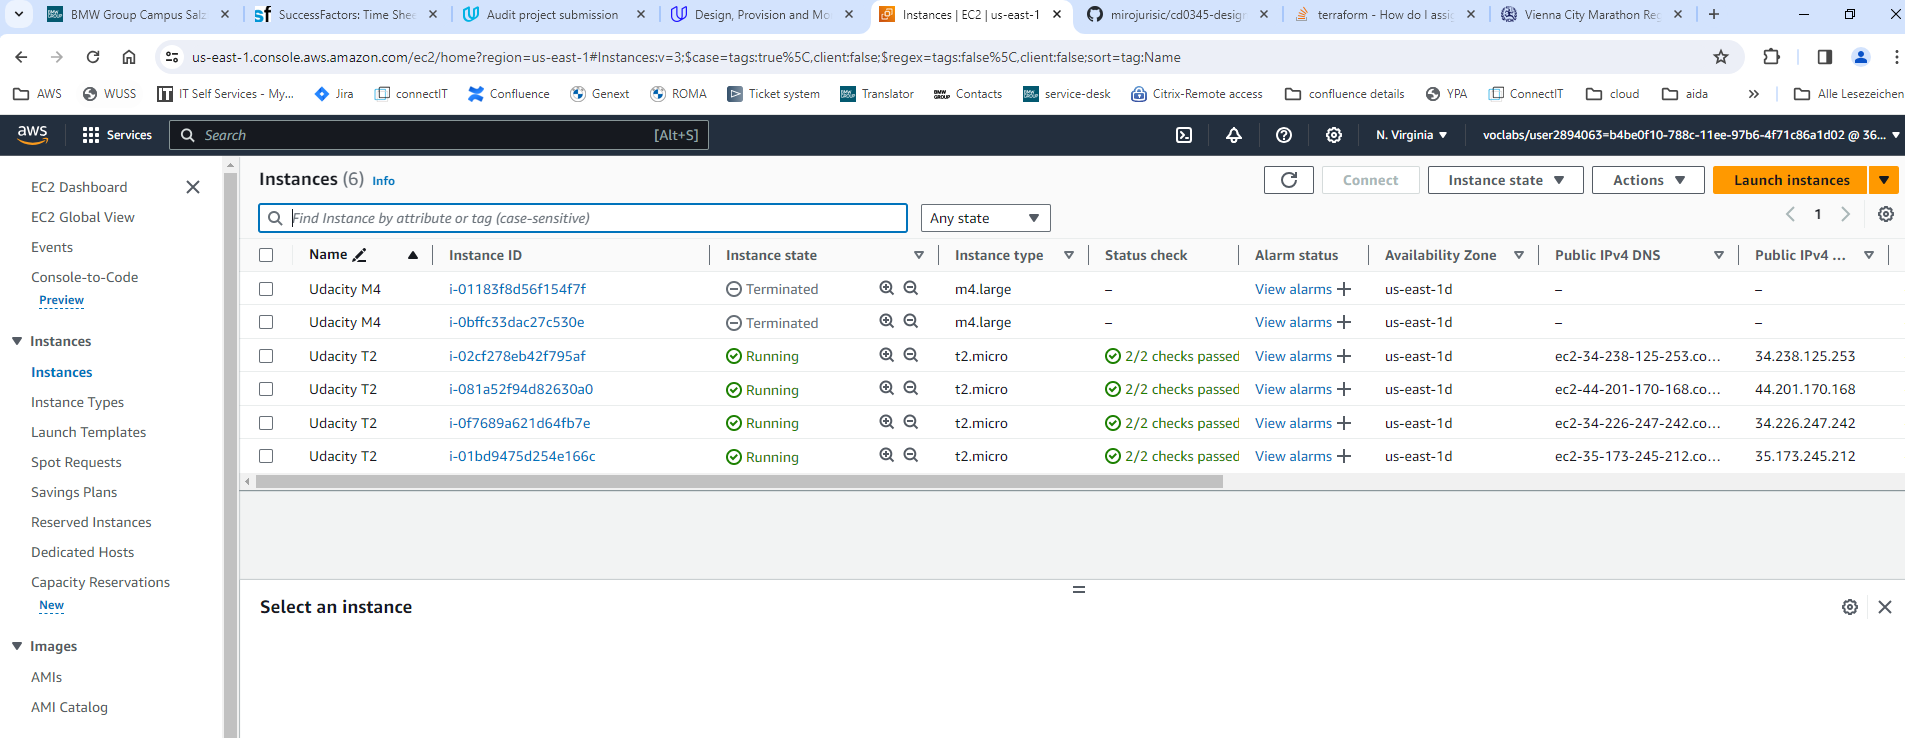 BMW Group Campus Salz
SuccessFactors: Time Shee
Audit project submission
Design, Provision and Mo
Instances | EC2 | us-east-1
mirojurisic/cd0345-design
terraform - How do I assig
Vienna City Marathon Reg
us-east-1.console.aws.amazon.com/ec2/home?region=us-east-1#Instances:v=3;$case=tags:true%5C,client:false;$regex=tags:false%5C,client:false;sort=tag:Name
AWS WUSS IT Self Services - My... Jira connectIT Confluence Genext ROMA Ticket system Translator Contacts service-desk Citrix-Remote access confluence details YPA ConnectIT cloud aida » Alle Lesezeichen
aws Services Search [Alt+S] N. Virginia voclabs/user2894063=b4be0f10-788c-11ee-97b6-4f71c86a1d02 @ 36...
EC2 Dashboard
EC2 Global View
Events
Console-to-Code
Preview
Instances
Instances
Instance Types
Launch Templates
Spot Requests
Savings Plans
Reserved Instances
Dedicated Hosts
Capacity Reservations
New
Images
AMIs
AMI Catalog
Instances (6) Info
Connect Instance state Actions Launch instances
Find Instance by attribute or tag (case-sensitive) Any state 1
Name Instance ID Instance state Instance type Status check Alarm status Availability Zone Public IPv4 DNS Public IPv4 ...
Udacity M4 i-01183f8d56f154f7f Terminated m4.large – View alarms + us-east-1d – –
Udacity M4 i-0bffc33dac27c530e Terminated m4.large – View alarms + us-east-1d – –
Udacity T2 i-02cf278eb42f795af Running t2.micro 2/2 checks passed View alarms + us-east-1d ec2-34-238-125-253.co... 34.238.125.253
Udacity T2 i-081a52f94d82630a0 Running t2.micro 2/2 checks passed View alarms + us-east-1d ec2-44-201-170-168.co... 44.201.170.168
Udacity T2 i-0f7689a621d64fb7e Running t2.micro 2/2 checks passed View alarms + us-east-1d ec2-34-226-247-242.co... 34.226.247.242
Udacity T2 i-01bd9475d254e166c Running t2.micro 2/2 checks passed View alarms + us-east-1d ec2-35-173-245-212.co... 35.173.245.212
Select an instance